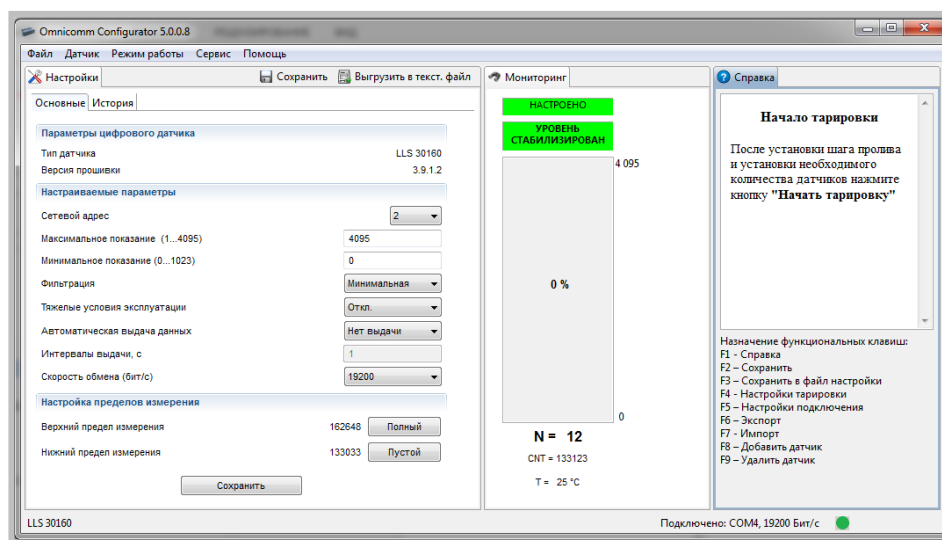 Omnicomm Configurator 5.0.0.8
Файл Датчик Режим работы Сервис Помощь
Настройки Сохранить Выгрузить в текст. файл
Основные История
Параметры цифрового датчика
Тип датчика LLS 30160
Версия прошивки 3.9.1.2
Настраиваемые параметры
Сетевой адрес 2
Максимальное показание (1...4095) 4095
Минимальное показание (0...1023) 0
Фильтрация Минимальная
Тяжелые условия эксплуатации Откл.
Автоматическая выдача данных Нет выдачи
Интервалы выдачи, с 1
Скорость обмена (бит/с) 19200
Настройка пределов измерения
Верхний предел измерения 162648 Полный
Нижний предел измерения 133033 Пустой
Сохранить
Мониторинг
НАСТРОЕНО
УРОВЕНЬ
СТАБИЛИЗИРОВАН
4 095
0 %
0
N = 12
CNT = 133123
T = 25 °C
Справка
Начало тарировки
После установки шага пролива
и установки необходимого
количества датчиков нажмите
кнопку "Начать тарировку"
Назначение функциональных клавиш:
F1 - Справка
F2 – Сохранить
F3 – Сохранить в файл настройки
F4 - Настройки тарировки
F5 – Настройки подключения
F6 – Экспорт
F7 - Импорт
F8 – Добавить датчик
F9 – Удалить датчик
LLS 30160
Подключено: COM4, 19200 Бит/с